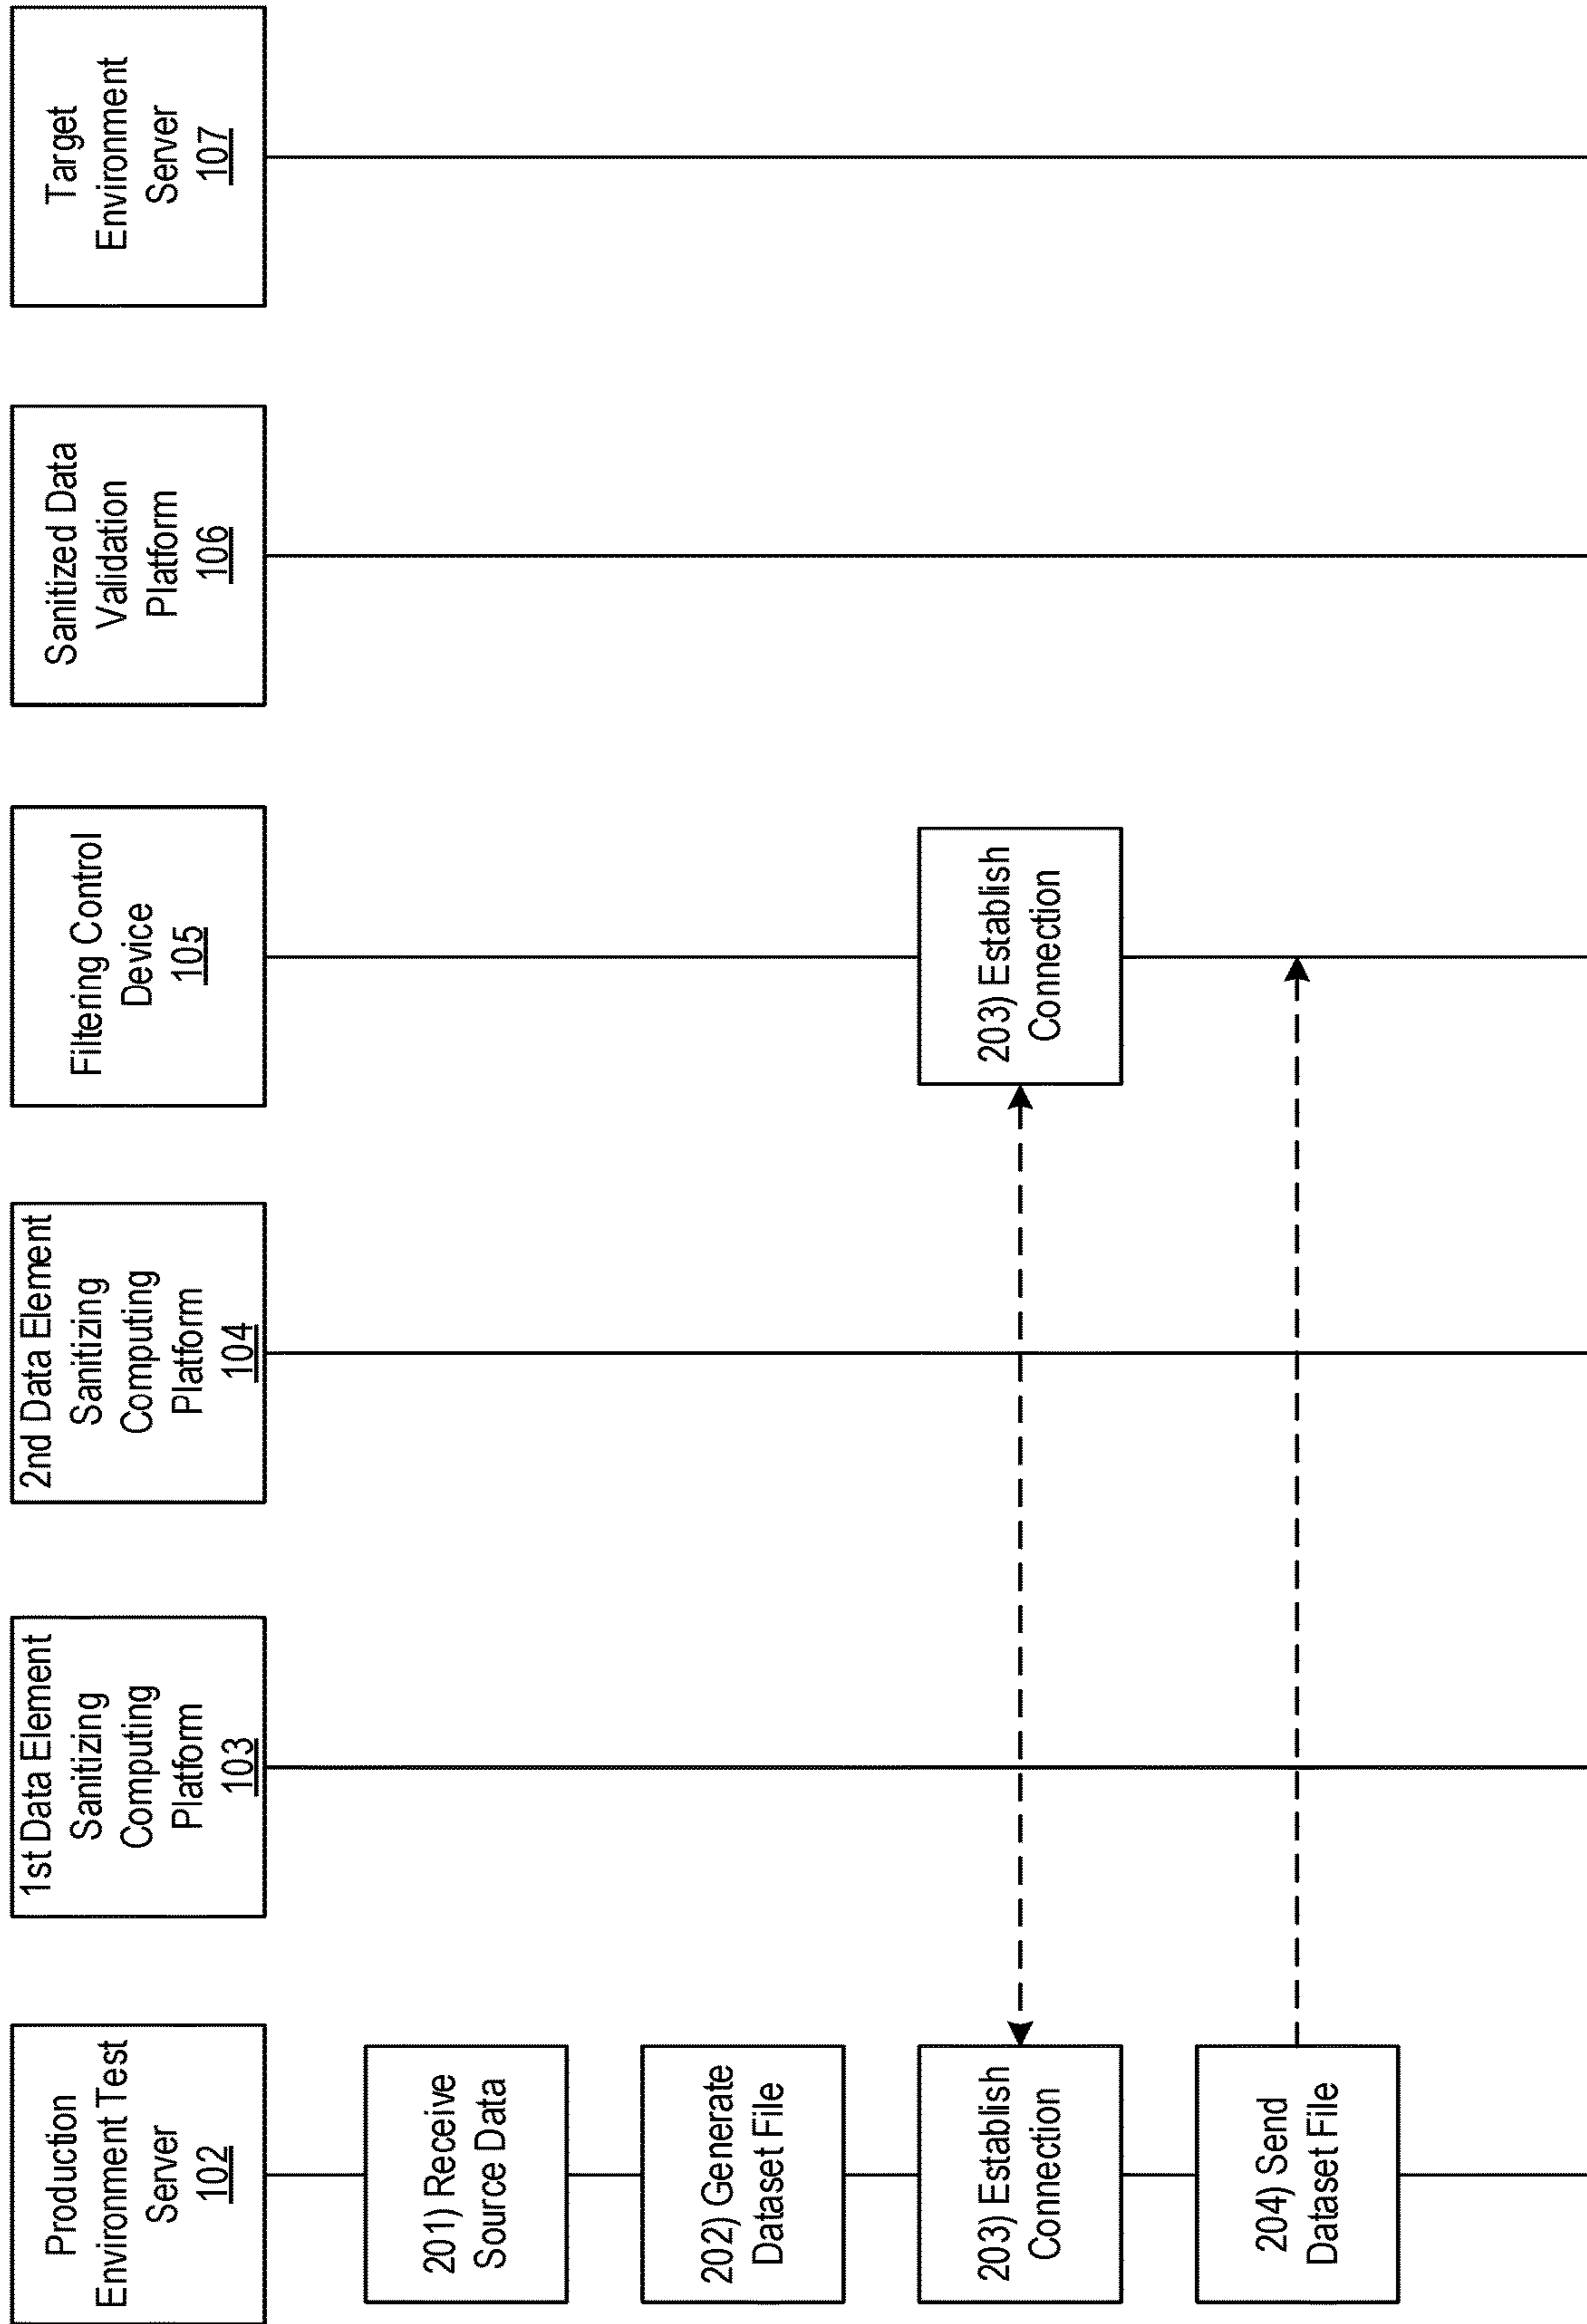 Production
Environment Test
Server
102
1st Data Element
Sanitizing
Computing
Platform
103
2nd Data Element
Sanitizing
Computing
Platform
104
Filtering Control
Device
105
Sanitized Data
Validation
Platform
106
Target
Environment
Server
107
201) Receive
Source Data
202) Generate
Dataset File
203) Establish
Connection
203) Establish
Connection
204) Send
Dataset File